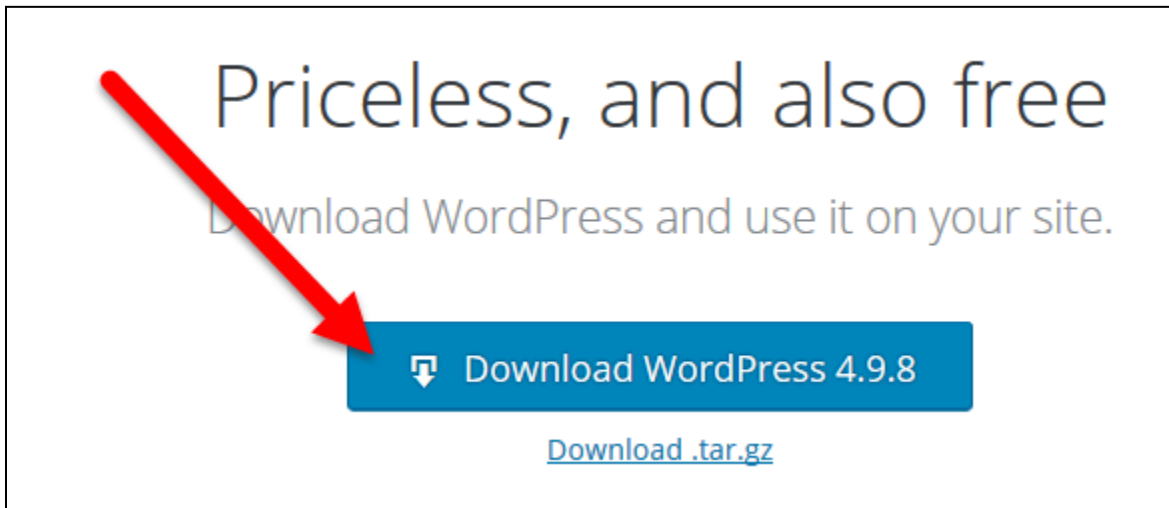 Priceless, and also free
Download WordPress and use it on your site.
Download WordPress 4.9.8
Download .tar.gz